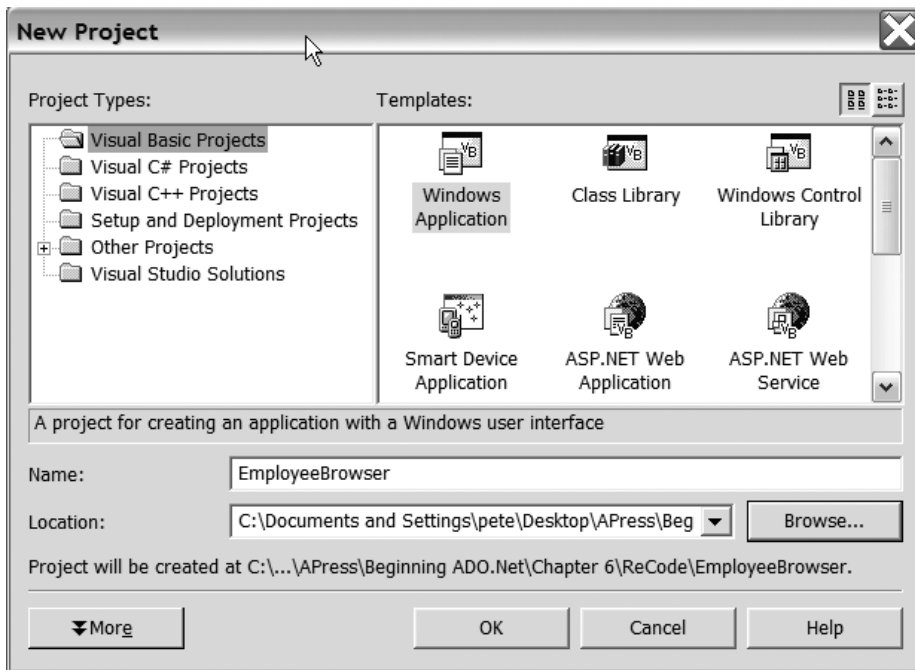 New Project
Project Types:
Templates:
Visual Basic Projects
Visual C# Projects
Visual C++ Projects
Setup and Deployment Projects
Other Projects
Visual Studio Solutions
VB
VB
Windows
Application
Class Library
Windows Control
Library
VB
VB
Smart Device
Application
ASP.NET Web
Application
ASP.NET Web
Service
A project for creating an application with a Windows user interface
Name:
EmployeeBrowser
Location:
C:\Documents and Settings\pete\Desktop\APress\Beg
Browse...
Project will be created at C:\...\APress\Beginning ADO.Net\Chapter 6\ReCode\EmployeeBrowser.
More
OK
Cancel
Help